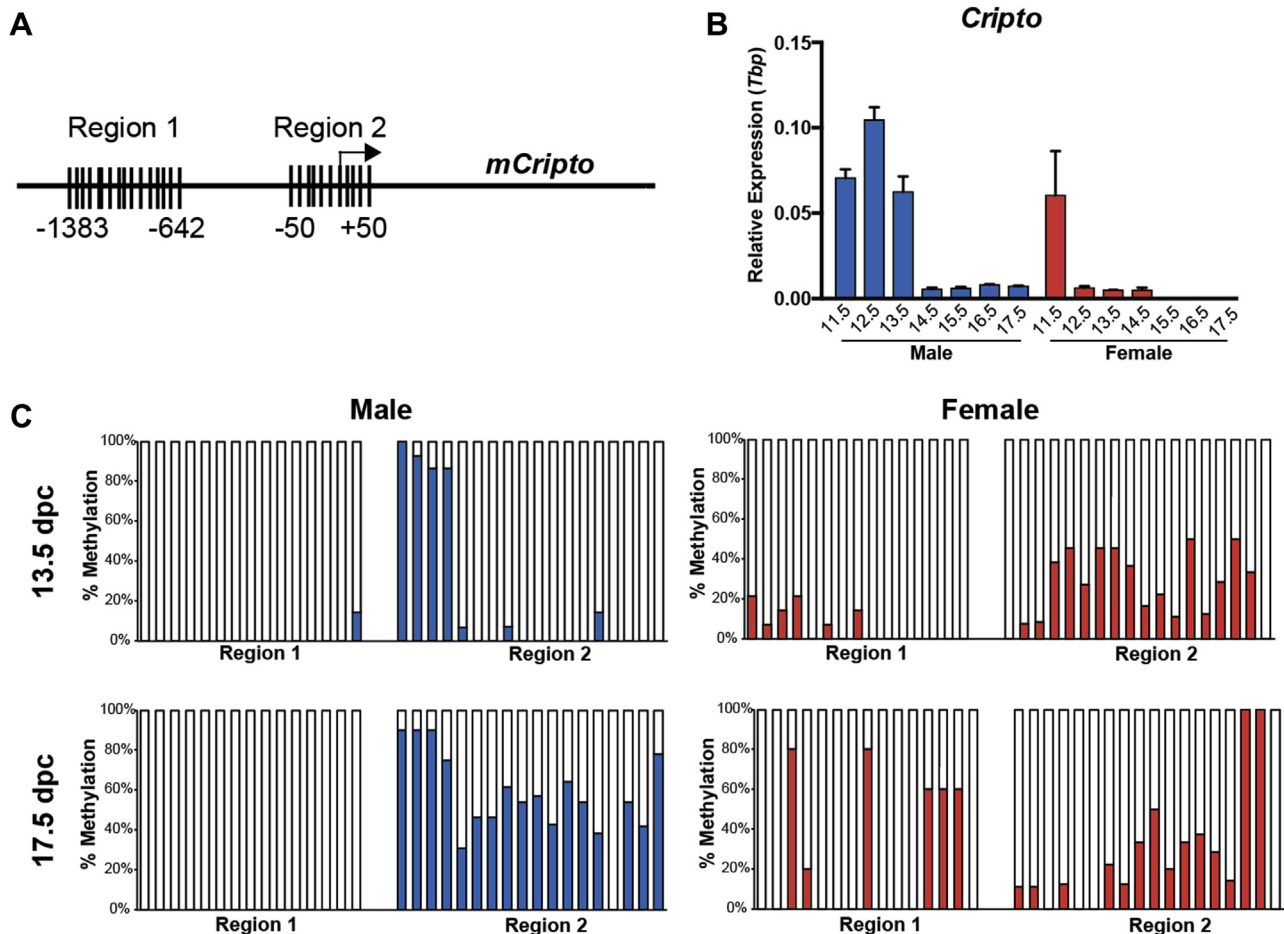 A
Region 1
Region 2
mCripto
-1383
-642
-50
+50
B
Cripto
Relative Expression (Tbp)
0.15
0.10
0.05
0.00
11.5 12.5 13.5 14.5 15.5 16.5 17.5 11.5 12.5 13.5 14.5 15.5 16.5 17.5
Male
Female
C
Male
Female
13.5 dpc
% Methylation
100%
80%
60%
40%
20%
0%
Region 1
Region 2
% Methylation
100%
80%
60%
40%
20%
0%
Region 1
Region 2
17.5 dpc
% Methylation
100%
80%
60%
40%
20%
0%
Region 1
Region 2
% Methylation
100%
80%
60%
40%
20%
0%
Region 1
Region 2